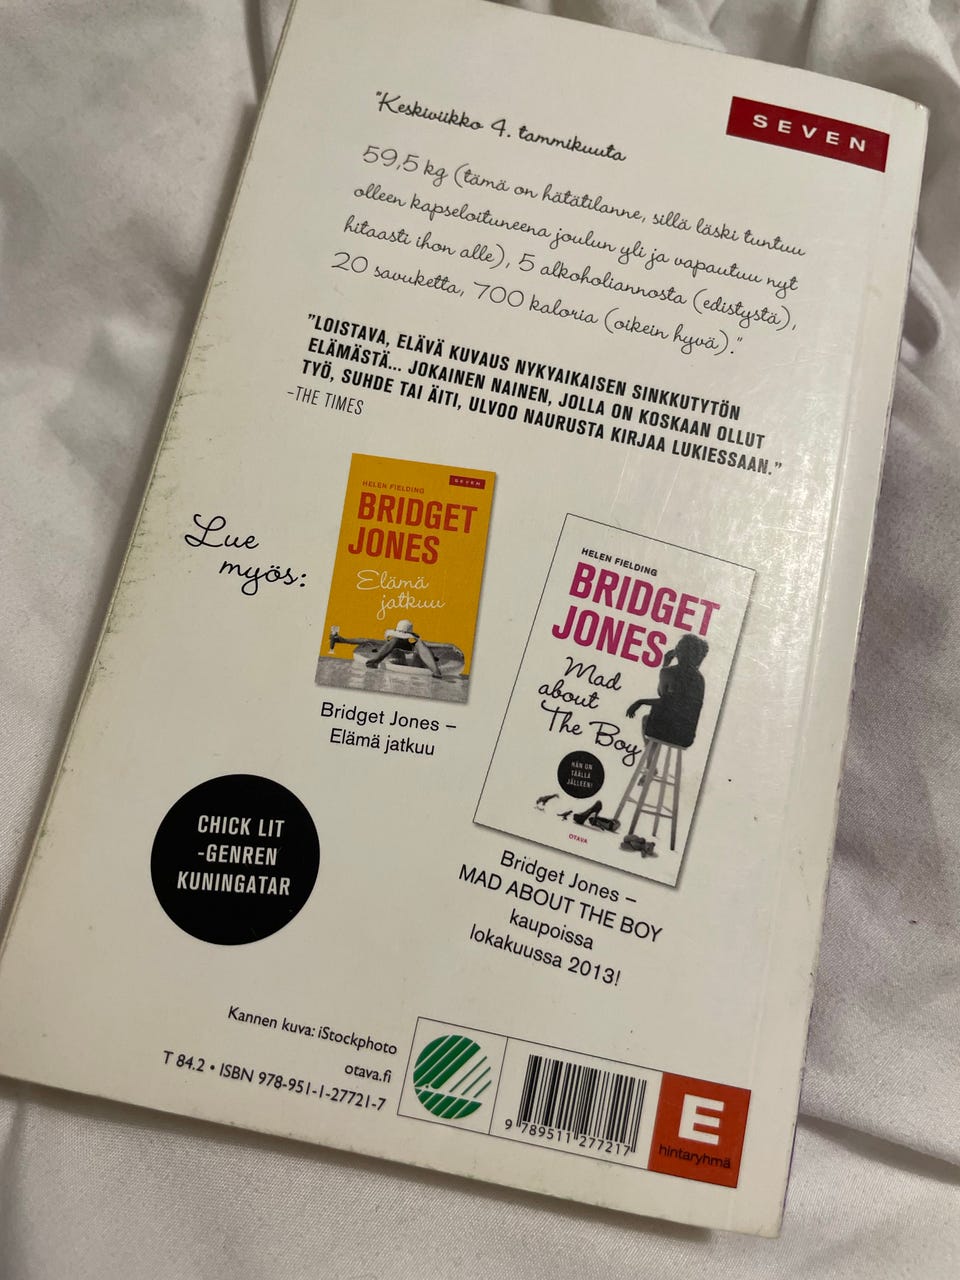 SEVEN
"Keskiviikko 4. tammikuuta
59,5 kg (tämä on hätätilanne, sillä läski tuntuu
olleen kapseloituneena joulun yli ja vapautuu nyt
hitaasti ihon alle), 5 alkoholiannosta (edistystä),
20 savuketta, 700 kaloria (oikein hyvä)."
"LOISTAVA, ELÄVÄ KUVAUS NYKYAIKAISEN SINKKUTYTÖN
ELÄMÄSTÄ... JOKAINEN NAINEN, JOLLA ON KOSKAAN OLLUT
TYÖ, SUHDE TAI ÄITI, ULVOO NAURUSTA KIRJAA LUKIESSAAN."
–THE TIMES
Lue
myös:
SEVEN
HELEN FIELDING
BRIDGET
JONES
Elämä
jatkuu
Bridget Jones –
Elämä jatkuu
HELEN FIELDING
BRIDGET
JONES
Mad
about
The Boy
HÄN ON
TÄÄLLÄ
JÄLLEEN!
OTAVA
Bridget Jones –
MAD ABOUT THE BOY
kaupoissa
lokakuussa 2013!
CHICK LIT
-GENREN
KUNINGATAR
Kannen kuva: iStockphoto
otava.fi
T 84.2 • ISBN 978-951-1-27721-7
9 789511 277217
E
hintaryhmä